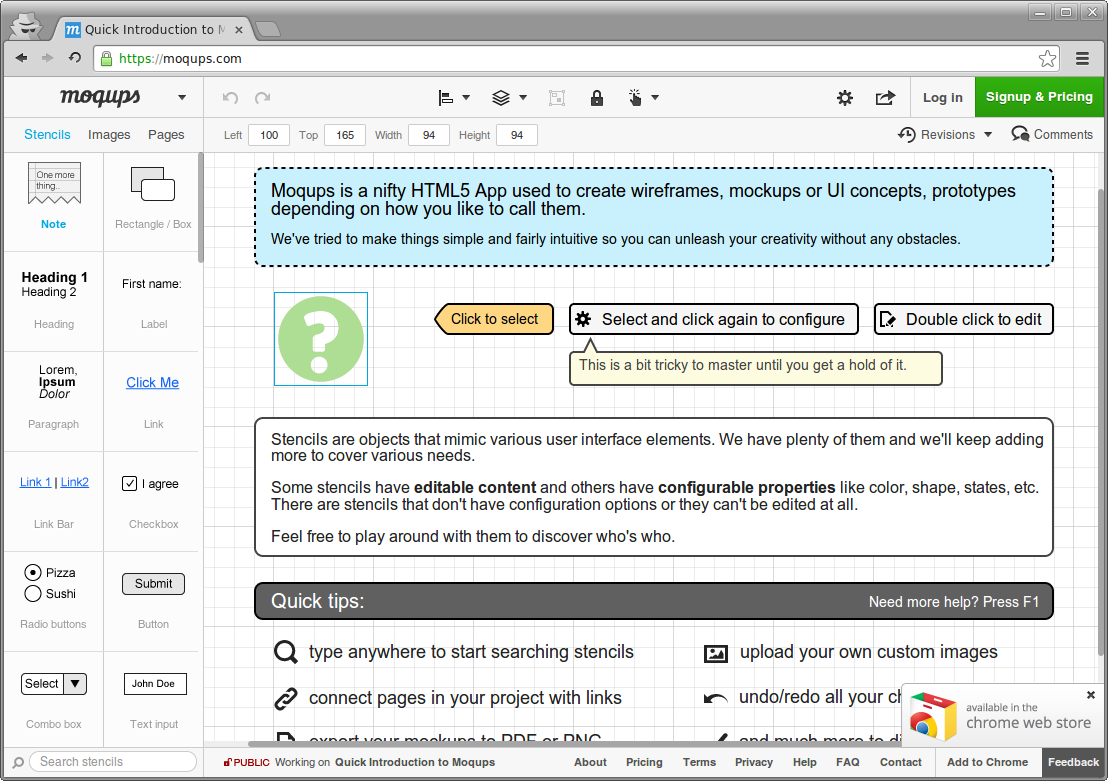 Quick Introduction to M
https://moqups.com
moqups
Log in
Signup & Pricing
Stencils Images Pages
Left 100 Top 165 Width 94 Height 94
Revisions
Comments
One more
thing..
Note
Rectangle / Box
Heading 1
Heading 2
Heading
First name:
Label
Lorem,
Ipsum
Dolor
Paragraph
Click Me
Link
Link 1 | Link2
Link Bar
I agree
Checkbox
Pizza
Sushi
Radio buttons
Submit
Button
Select
Combo box
John Doe
Text input
Search stencils
Moqups is a nifty HTML5 App used to create wireframes, mockups or UI concepts, prototypes
depending on how you like to call them.
We've tried to make things simple and fairly intuitive so you can unleash your creativity without any obstacles.
?
Click to select
Select and click again to configure
Double click to edit
This is a bit tricky to master until you get a hold of it.
Stencils are objects that mimic various user interface elements. We have plenty of them and we'll keep adding
more to cover various needs.
Some stencils have editable content and others have configurable properties like color, shape, states, etc.
There are stencils that don't have configuration options or they can't be edited at all.
Feel free to play around with them to discover who's who.
Quick tips:
Need more help? Press F1
type anywhere to start searching stencils
upload your own custom images
connect pages in your project with links
undo/redo all your ch
export your mockups to PDF or PNG
and much more to di
available in the
chrome web store
PUBLIC Working on Quick Introduction to Moqups
About Pricing Terms Privacy Help FAQ Contact Add to Chrome Feedback